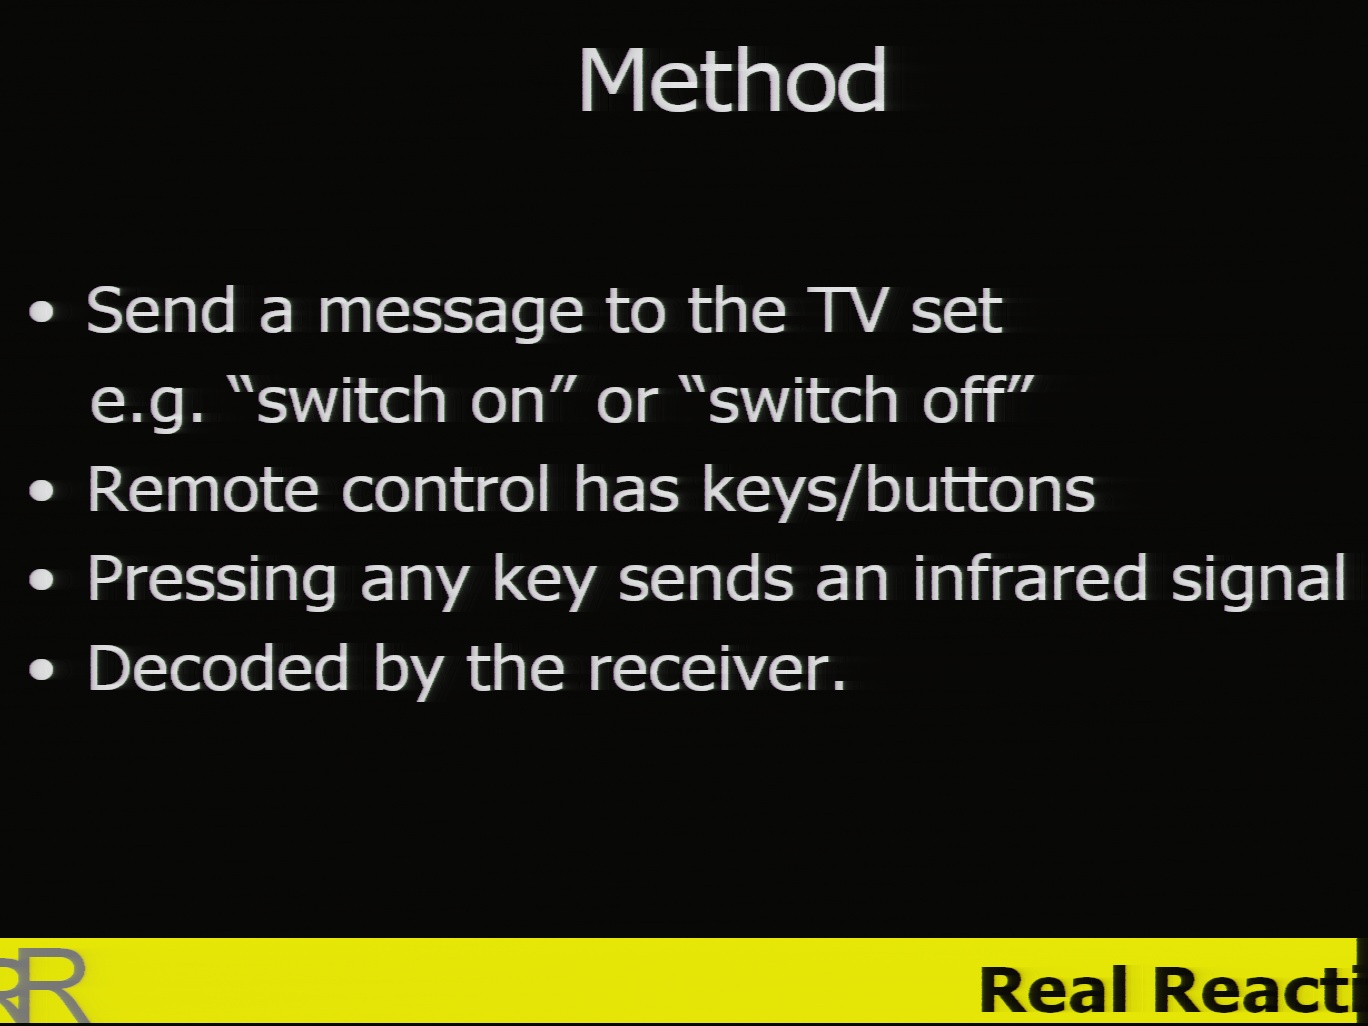 Method
• Send a message to the TV set
e.g. “switch on” or “switch off”
• Remote control has keys/buttons
• Pressing any key sends an infrared signal
• Decoded by the receiver.
RR
Real Reacti